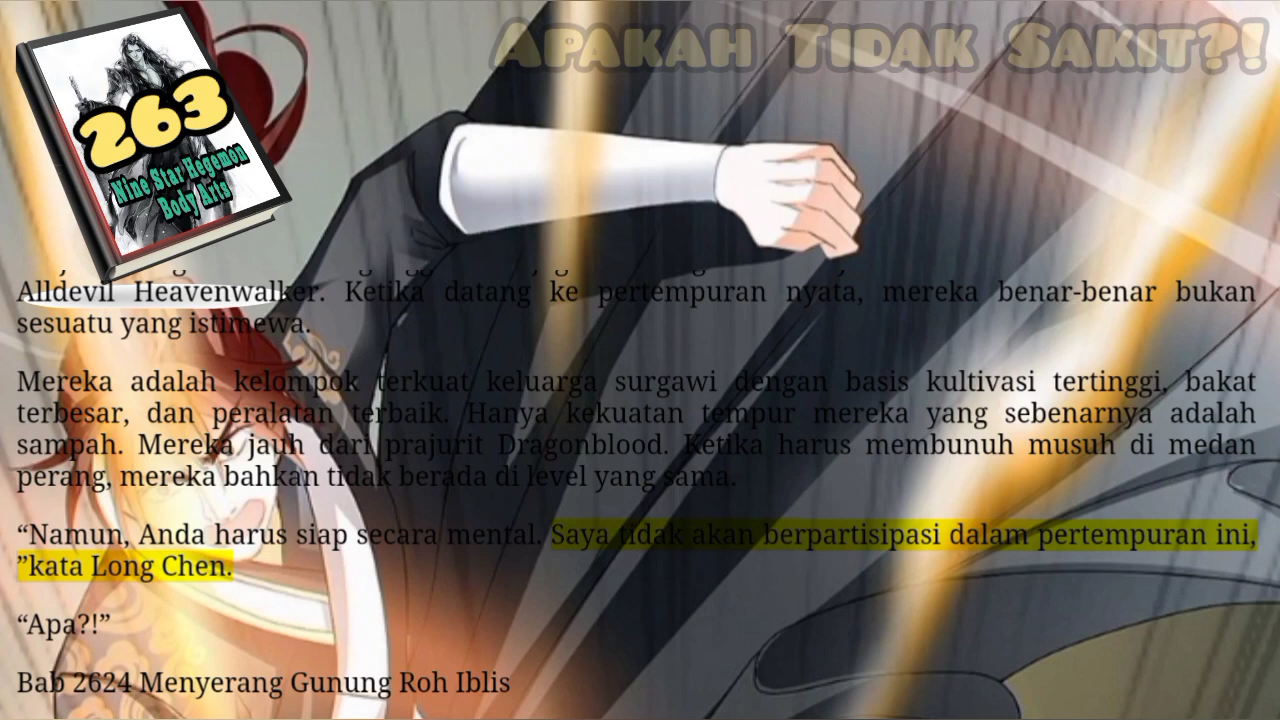 Apakah Tidak Sakit?!
263
Nine Star Hegemon
Body Arts
Alldevil Heavenwalker. Ketika datang ke pertempuran nyata, mereka benar-benar bukan
sesuatu yang istimewa.
Mereka adalah kelompok terkuat keluarga surgawi dengan basis kultivasi tertinggi, bakat
terbesar, dan peralatan terbaik. Hanya kekuatan tempur mereka yang sebenarnya adalah
sampah. Mereka jauh dari prajurit Dragonblood. Ketika harus membunuh musuh di medan
perang, mereka bahkan tidak berada di level yang sama.
“Namun, Anda harus siap secara mental. Saya tidak akan berpartisipasi dalam pertempuran ini,
”kata Long Chen.
“Apa?!”
Bab 2624 Menyerang Gunung Roh Iblis